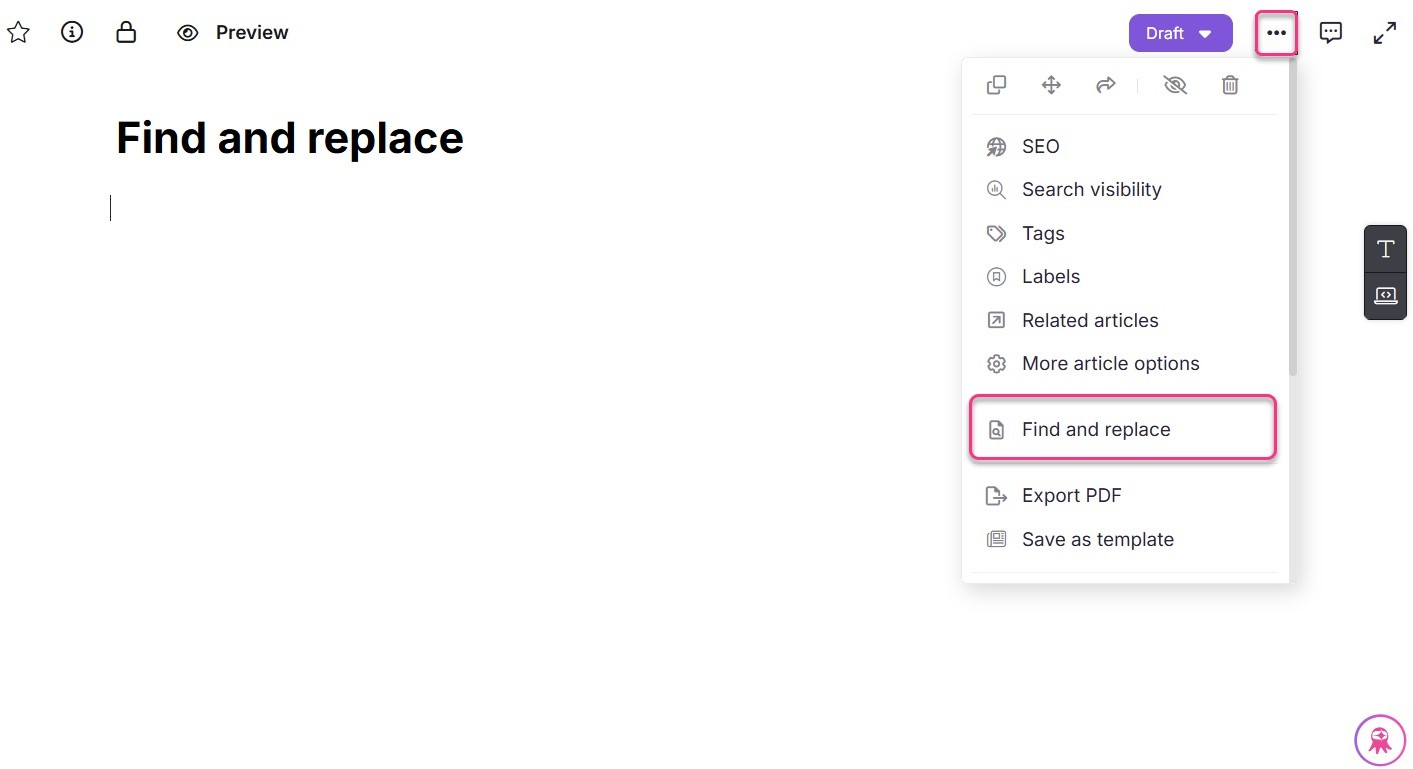 Preview
Draft
Find and replace
SEO
Search visibility
Tags
Labels
Related articles
More article options
Find and replace
Export PDF
Save as template